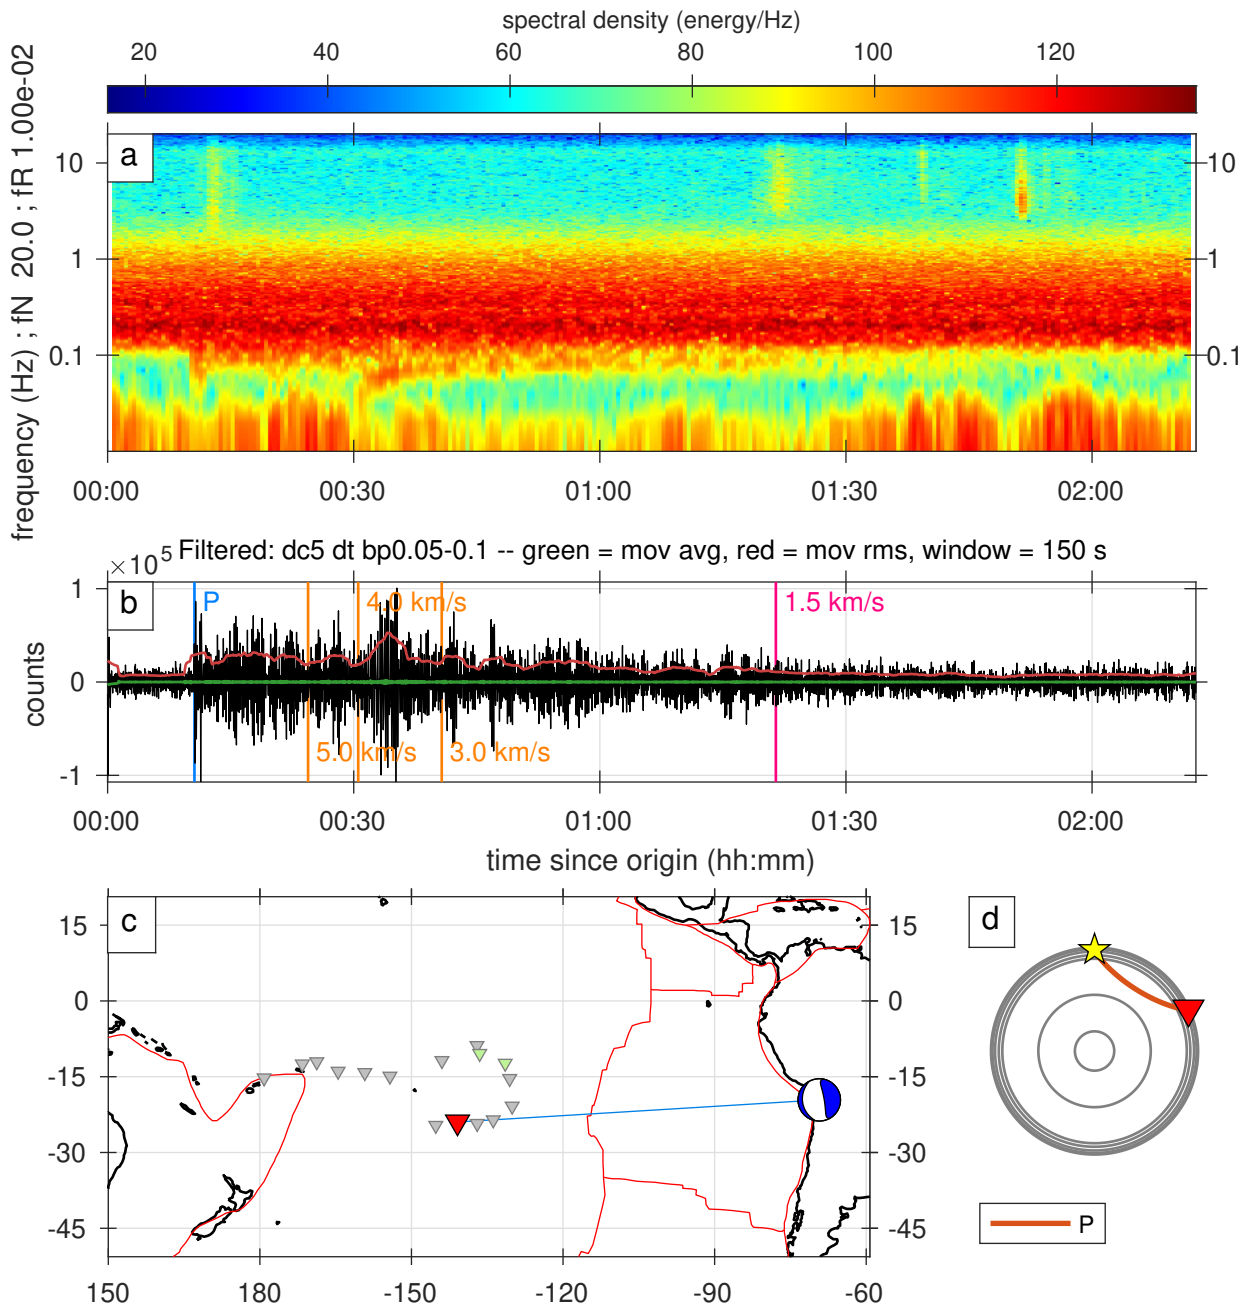 spectral density (energy/Hz)
20 40 60 80 100 120
frequency (Hz) ; fN 20.0 ; fR 1.00e-02
a
10 10
1 1
0.1 0.1
00:00 00:30 01:00 01:30 02:00
×10^5 Filtered: dc5 dt bp0.05-0.1 -- green = mov avg, red = mov rms, window = 150 s
b
counts
1
0
-1
P
4.0 km/s
1.5 km/s
5.0 km/s
3.0 km/s
00:00 00:30 01:00 01:30 02:00
time since origin (hh:mm)
c
15 15
0 0
-15 -15
-30 -30
-45 -45
150 180 -150 -120 -90 -60
d
P